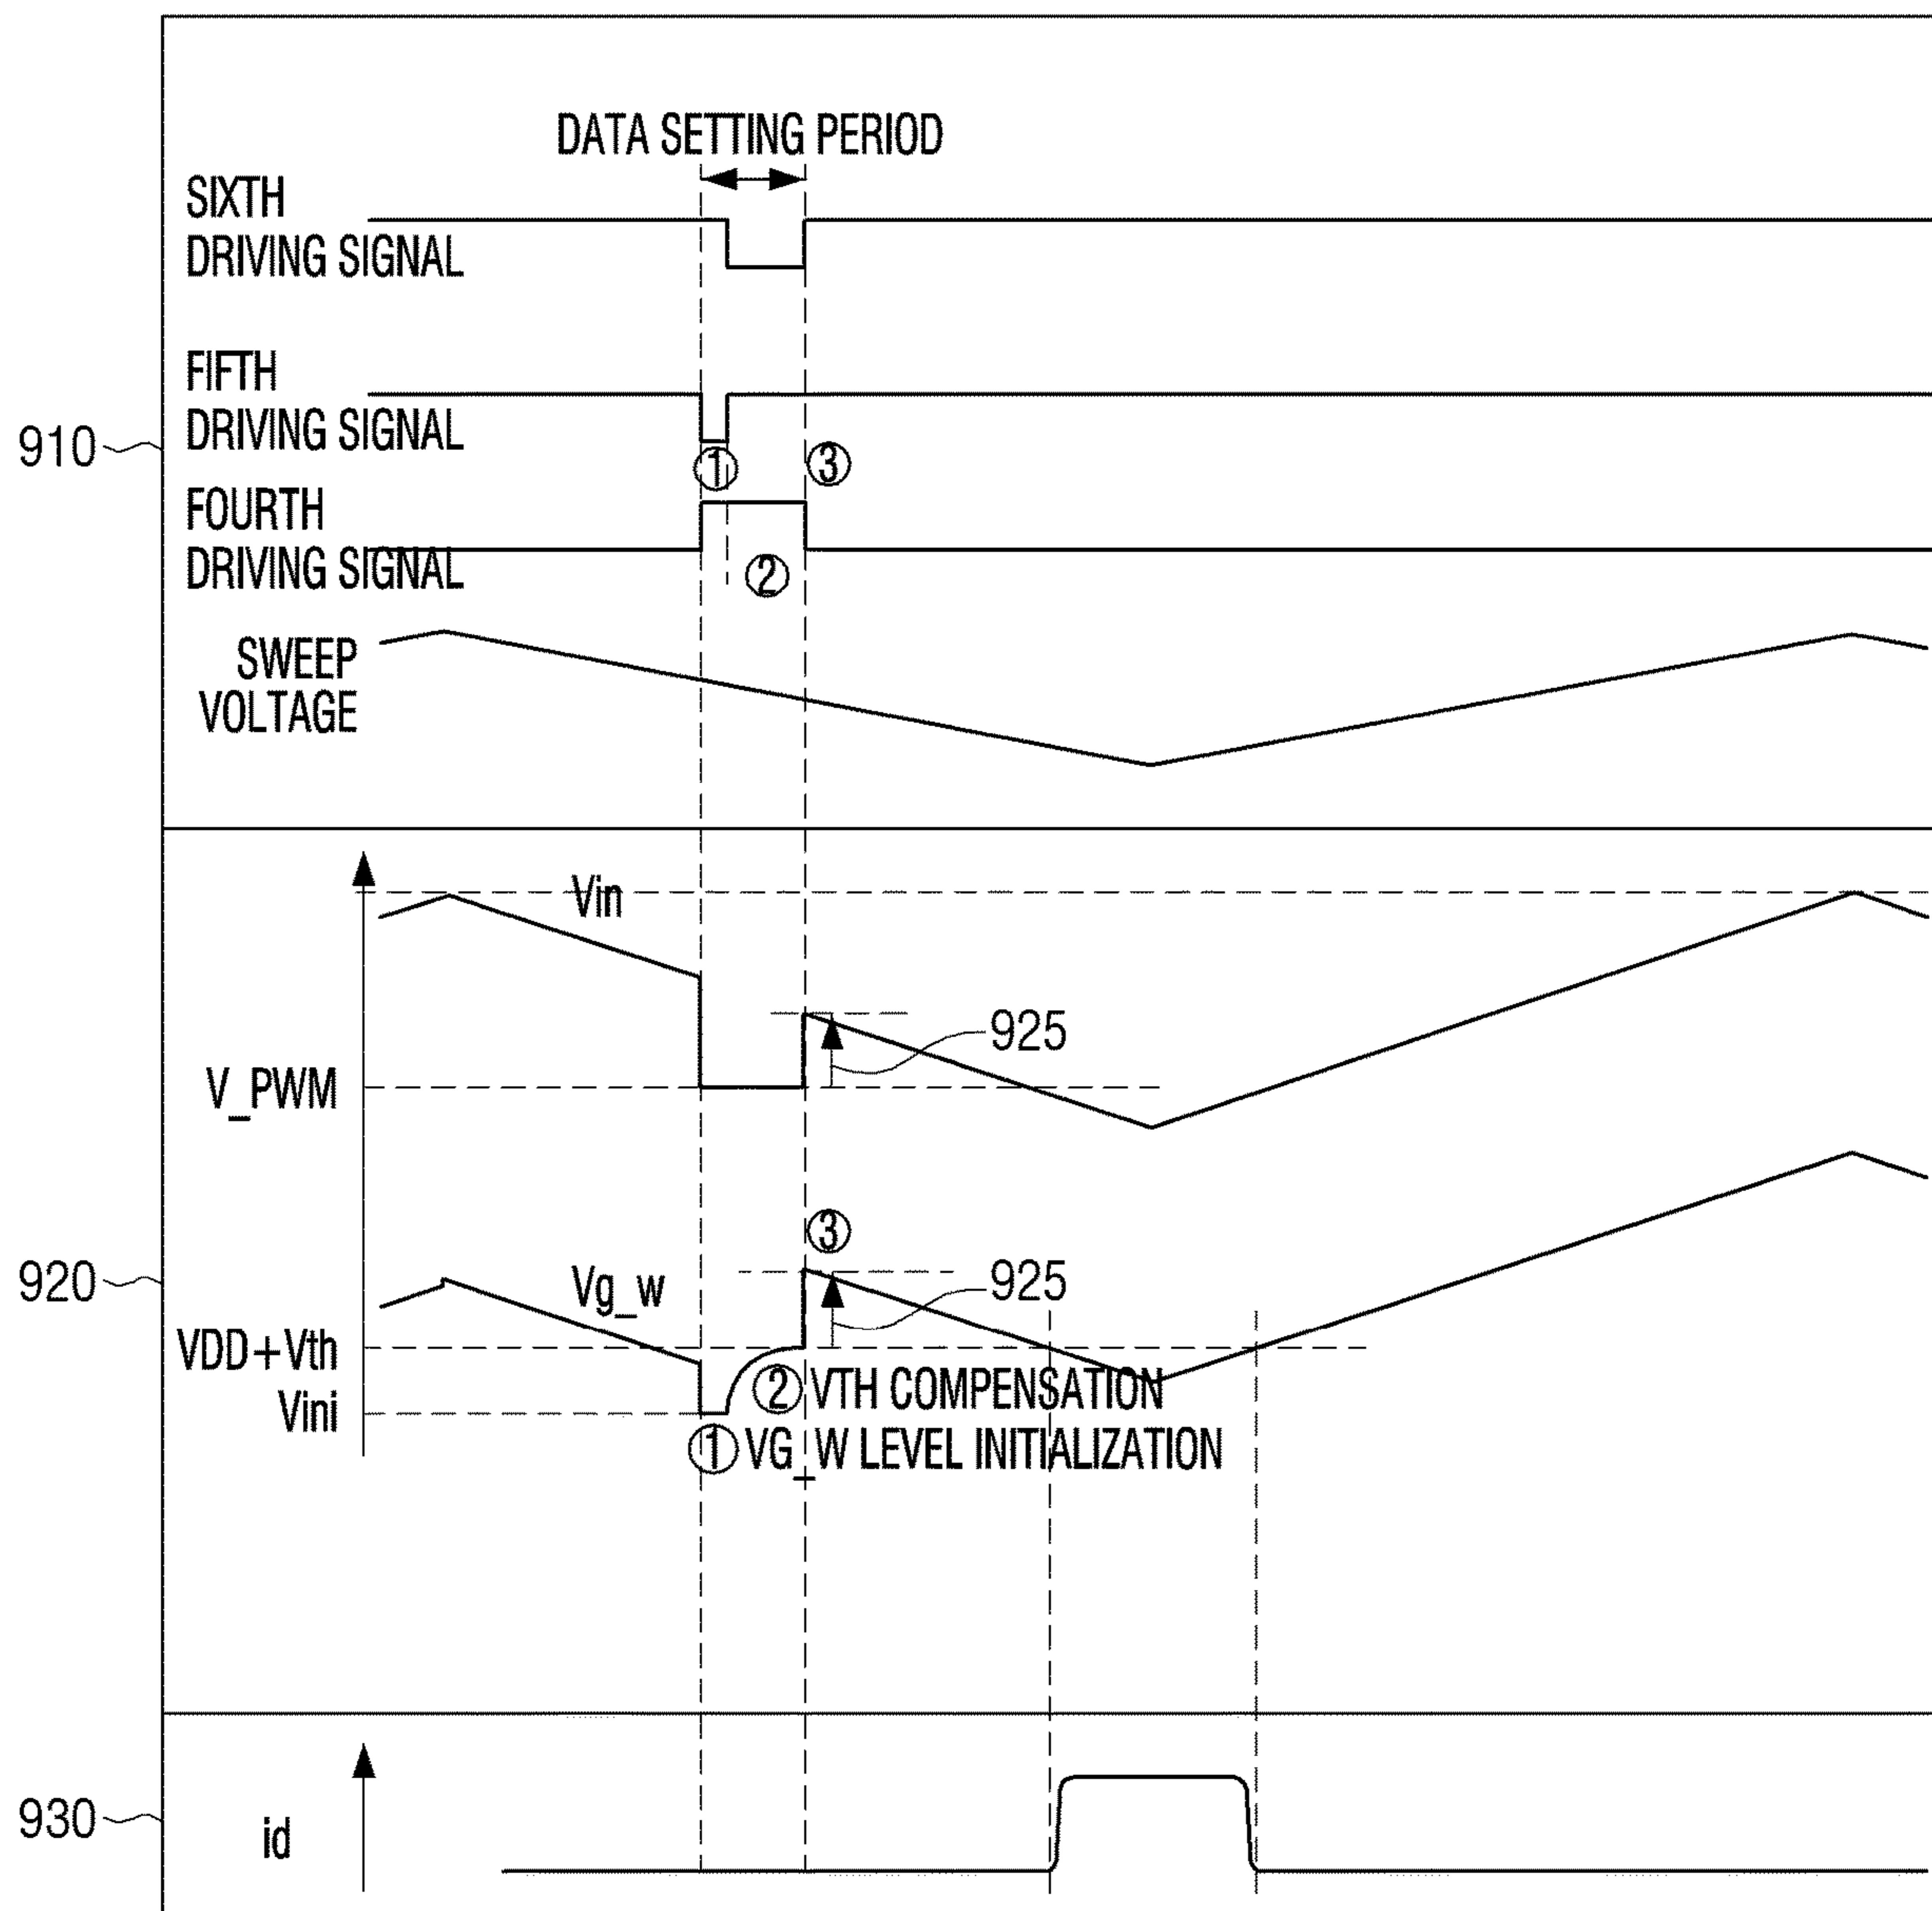 DATA SETTING PERIOD
SIXTH
DRIVING SIGNAL
FIFTH
DRIVING SIGNAL
910
① ③
FOURTH
DRIVING SIGNAL
②
SWEEP
VOLTAGE
Vin
925
V_PWM
③
920
Vg_w
925
VDD+Vth
② VTH COMPENSATION
Vini
① VG_W LEVEL INITIALIZATION
930
id